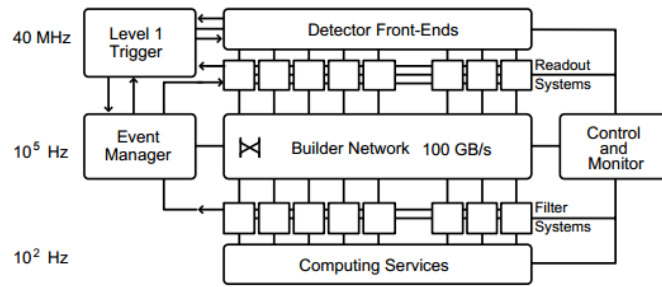 40 MHz
Level 1
Trigger
Detector Front-Ends
Readout
Systems
10⁵ Hz
Event
Manager
Builder Network 100 GB/s
Control
and
Monitor
Filter
Systems
10² Hz
Computing Services